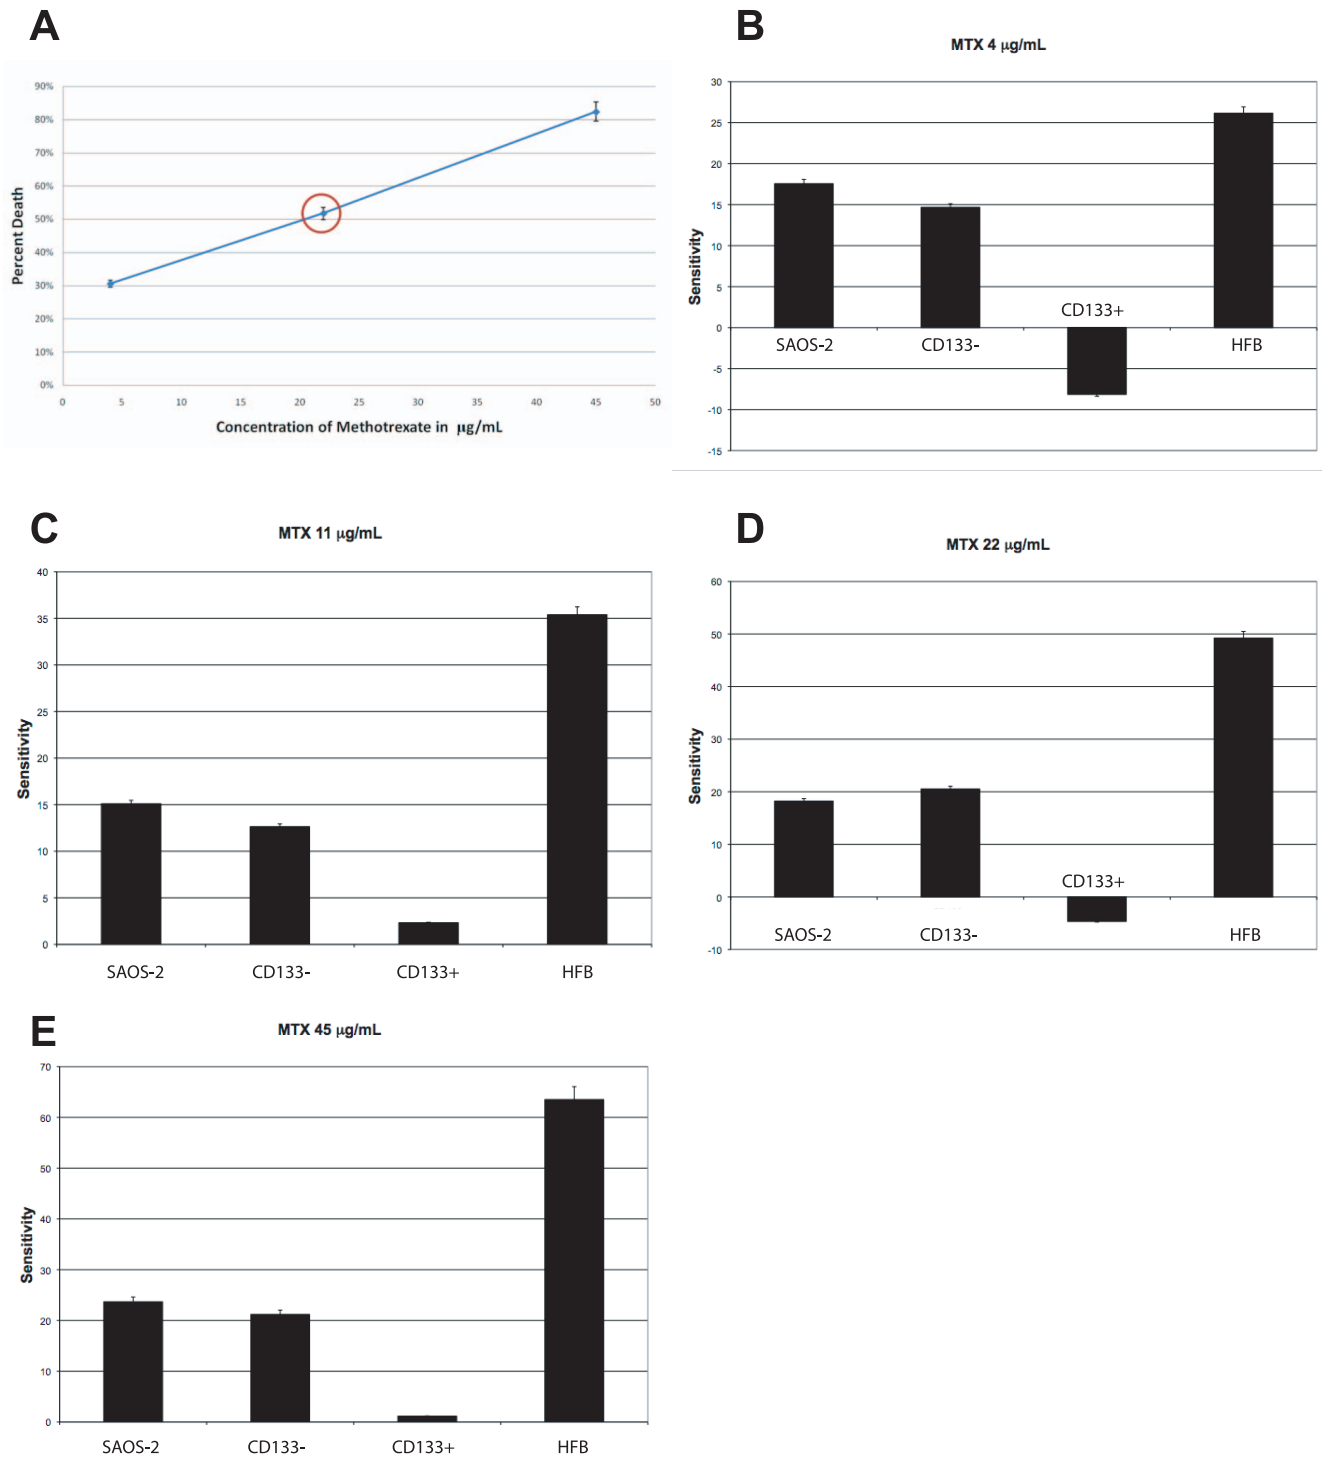 A
90%
80%
70%
60%
50%
40%
30%
20%
10%
0%
Percent Death
0 5 10 15 20 25 30 35 40 45 50
Concentration of Methotrexate in μg/mL
B
MTX 4 μg/mL
30
25
20
15
10
5
0
-5
-10
-15
Sensitivity
CD133+
SAOS-2 CD133- HFB
C
MTX 11 μg/mL
40
35
30
25
20
15
10
5
0
Sensitivity
SAOS-2 CD133- CD133+ HFB
D
MTX 22 μg/mL
60
50
40
30
20
10
0
-10
Sensitivity
CD133+
SAOS-2 CD133- HFB
E
MTX 45 μg/mL
70
60
50
40
30
20
10
0
Sensitivity
SAOS-2 CD133- CD133+ HFB